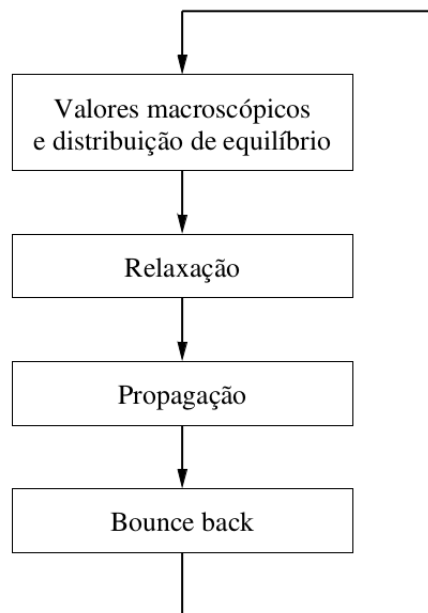 Valores macroscópicos
e distribuição de equilíbrio
Relaxação
Propagação
Bounce back